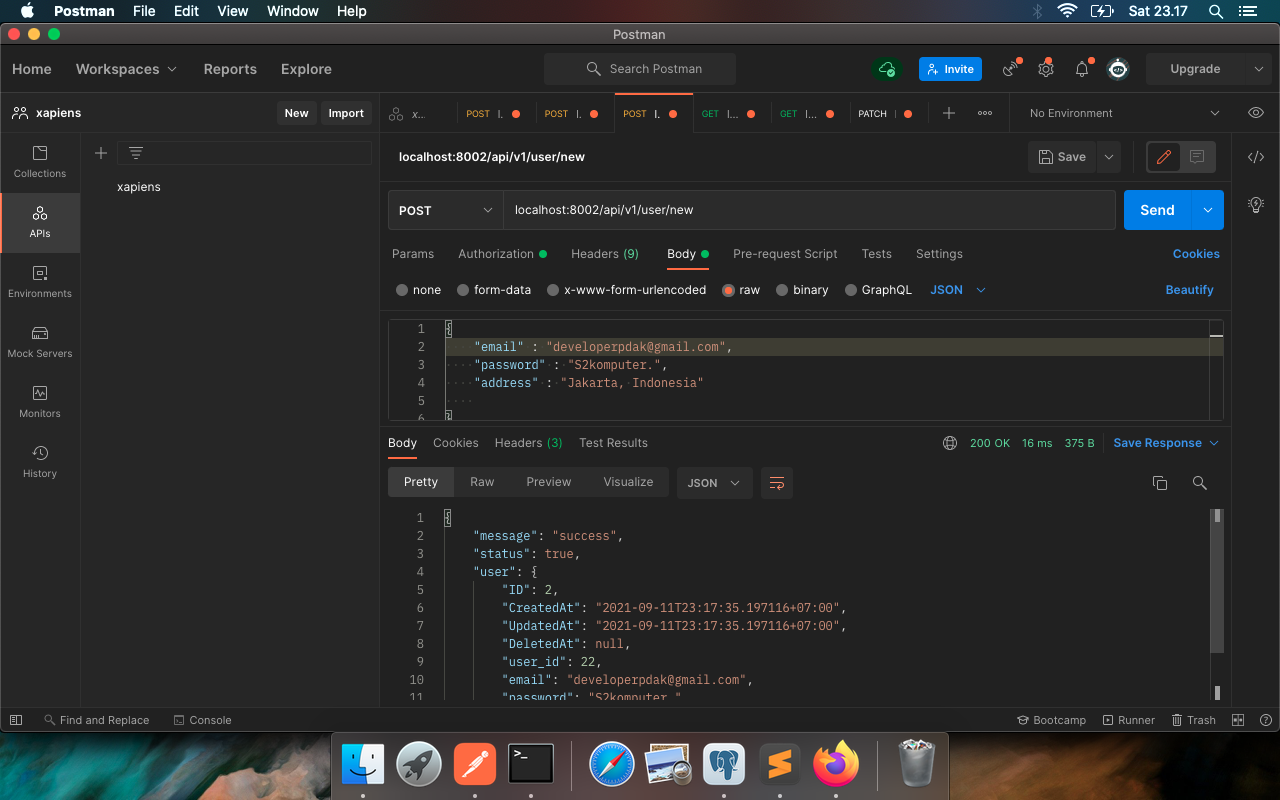 Postman File Edit View Window Help Sat 23.17
Postman
Home Workspaces Reports Explore Search Postman Invite Upgrade
xapiens New Import x... POST l. POST l. POST l. GET l... GET l... PATCH No Environment
localhost:8002/api/v1/user/new Save
Collections
xapiens
APIs
Environments
Mock Servers
Monitors
History
POST localhost:8002/api/v1/user/new Send
Params Authorization Headers (9) Body Pre-request Script Tests Settings Cookies
none form-data x-www-form-urlencoded raw binary GraphQL JSON Beautify
1 {
2 "email" : "developerpdak@gmail.com",
3 "password" : "S2komputer.",
4 "address" : "Jakarta, Indonesia"
5
6 }
Body Cookies Headers (3) Test Results 200 OK 16 ms 375 B Save Response
Pretty Raw Preview Visualize JSON
1 {
2 "message": "success",
3 "status": true,
4 "user": {
5 "ID": 2,
6 "CreatedAt": "2021-09-11T23:17:35.197116+07:00",
7 "UpdatedAt": "2021-09-11T23:17:35.197116+07:00",
8 "DeletedAt": null,
9 "user_id": 22,
10 "email": "developerpdak@gmail.com",
11 "password": "S2komputer."
Find and Replace Console Bootcamp Runner Trash
>_